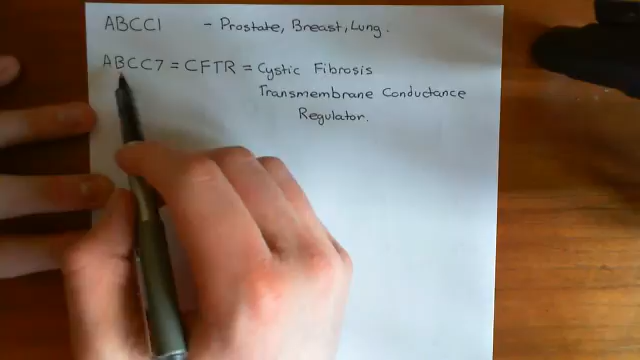 ABCC1 - Prostate, Breast, Lung.
ABCC7 = CFTR = Cystic Fibrosis
Transmembrane Conductance
Regulator.